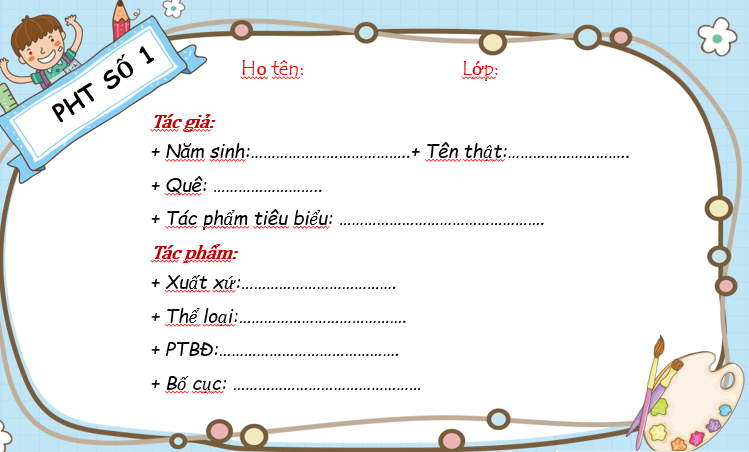 PHT SỐ 1
Họ tên: Lớp:
Tác giả:
+ Năm sinh:.......................................+ Tên thật:..............................
+ Quê: ...........................
+ Tác phẩm tiêu biểu: ..................................................
Tác phẩm:
+ Xuất xứ:......................................
+ Thể loại:.........................................
+ PTBĐ:............................................
+ Bố cục: ..............................................